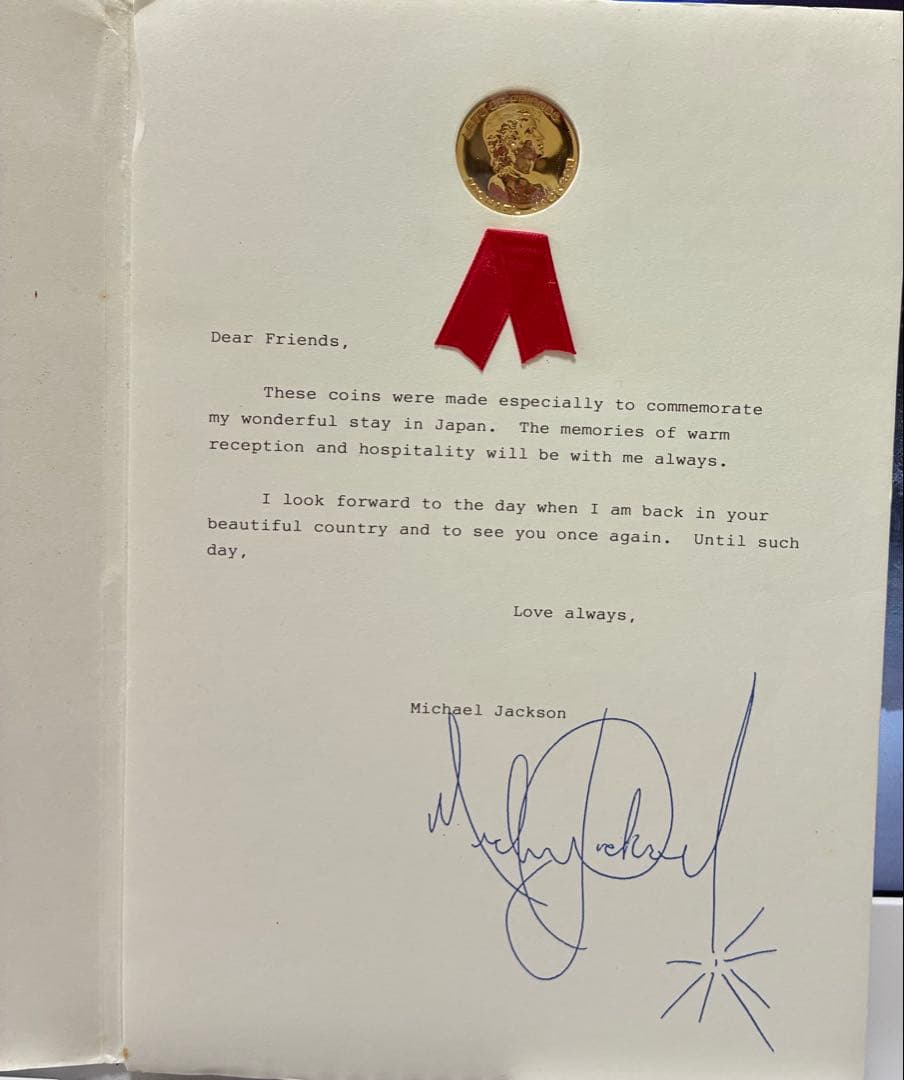 Dear Friends,
These coins were made especially to commemorate
my wonderful stay in Japan. The memories of warm
reception and hospitality will be with me always.
I look forward to the day when I am back in your
beautiful country and to see you once again. Until such
day,
Love always,
Michael Jackson